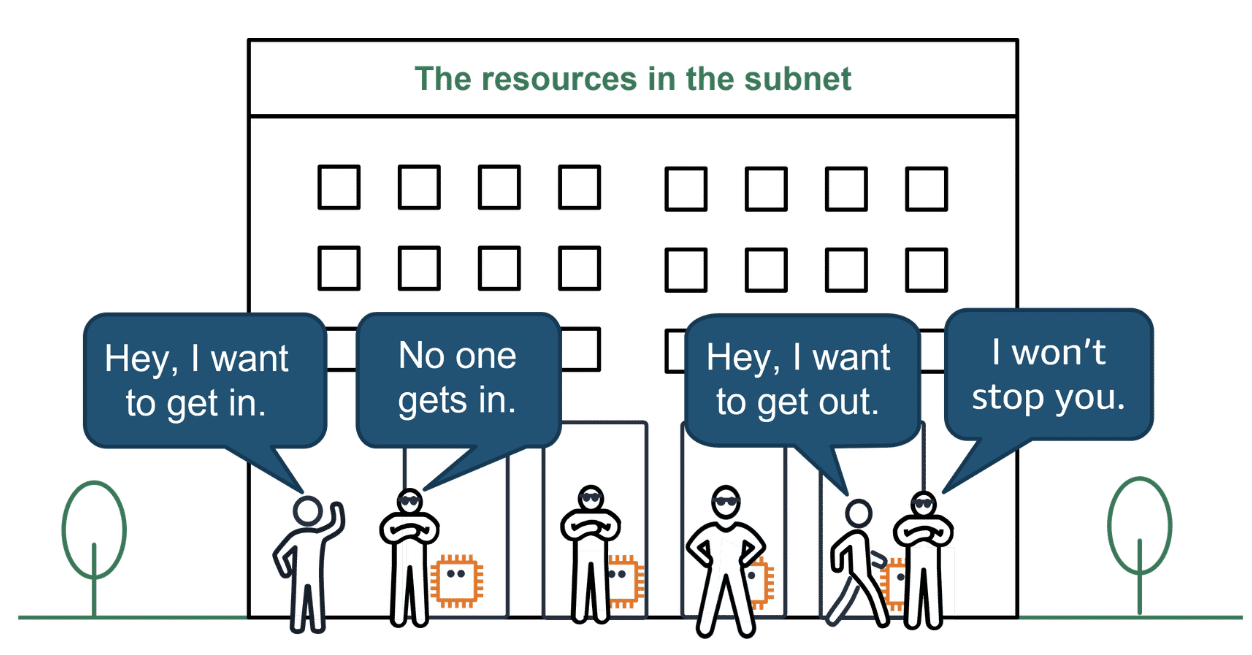 The resources in the subnet
Hey, I want
to get in.
No one
gets in.
Hey, I want
to get out.
I won't
stop you.